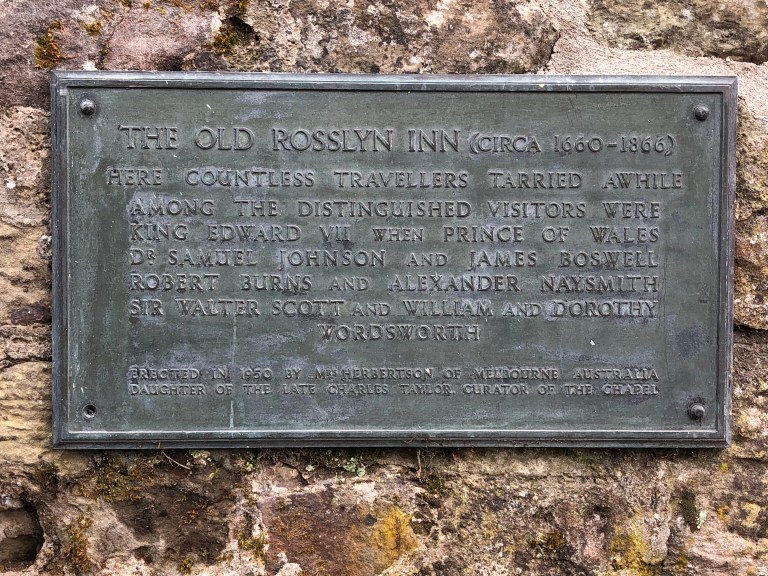 THE OLD ROSSLYN INN (CIRCA 1660-1866)
HERE COUNTLESS TRAVELLERS TARRIED AWHILE
AMONG THE DISTINGUISHED VISITORS WERE
KING EDWARD VII WHEN PRINCE OF WALES
DR SAMUEL JOHNSON AND JAMES BOSWELL
ROBERT BURNS AND ALEXANDER NAYSMITH
SIR WALTER SCOTT AND WILLIAM AND DOROTHY
WORDSWORTH
ERECTED IN 1950 BY MRS HERBERTSON OF MELBOURNE AUSTRALIA
DAUGHTER OF THE LATE CHARLES TAYLOR. CURATOR OF THE CHAPEL